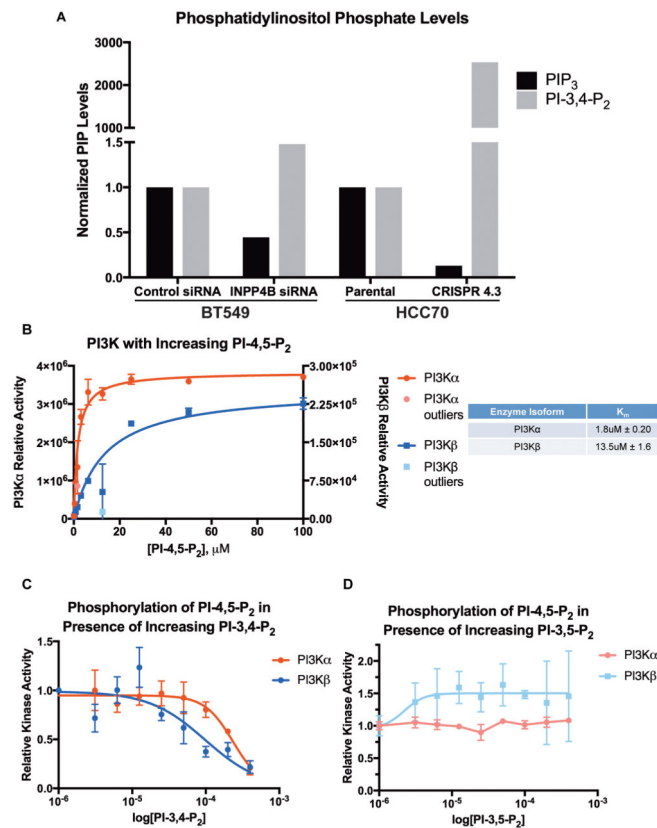 A
Phosphatidylinositol Phosphate Levels
Normalized PIP Levels
3000
2000
1000
1.5
1.0
0.5
0.0
PIP3
PI-3,4-P2
Control siRNA INPP4B siRNA Parental CRISPR 4.3
BT549 HCC70
B
PI3K with Increasing PI-4,5-P2
PI3Kα Relative Activity
4×10⁶
3×10⁶
2×10⁶
1×10⁶
0
3.00×10⁵
2.25×10⁵
1.50×10⁵
7.50×10⁴
0.00
PI3Kβ Relative Activity
0 20 40 60 80 100
[PI-4,5-P2], μM
PI3Kα
PI3Kα
outliers
PI3Kβ
PI3Kβ
outliers
Enzyme Isoform Km
PI3Kα 1.8uM ± 0.20
PI3Kβ 13.5uM ± 1.6
C
Phosphorylation of PI-4,5-P2 in
Presence of Increasing PI-3,4-P2
Relative Kinase Activity
1.5
1.0
0.5
0.0
10⁻⁶ 10⁻⁵ 10⁻⁴ 10⁻³
log[PI-3,4-P2]
PI3Kα
PI3Kβ
D
Phosphorylation of PI-4,5-P2 in
Presence of Increasing PI-3,5-P2
Relative Kinase Activity
2.5
2.0
1.5
1.0
0.5
0.0
10⁻⁶ 10⁻⁵ 10⁻⁴ 10⁻³
log[PI-3,5-P2]
PI3Kα
PI3Kβ